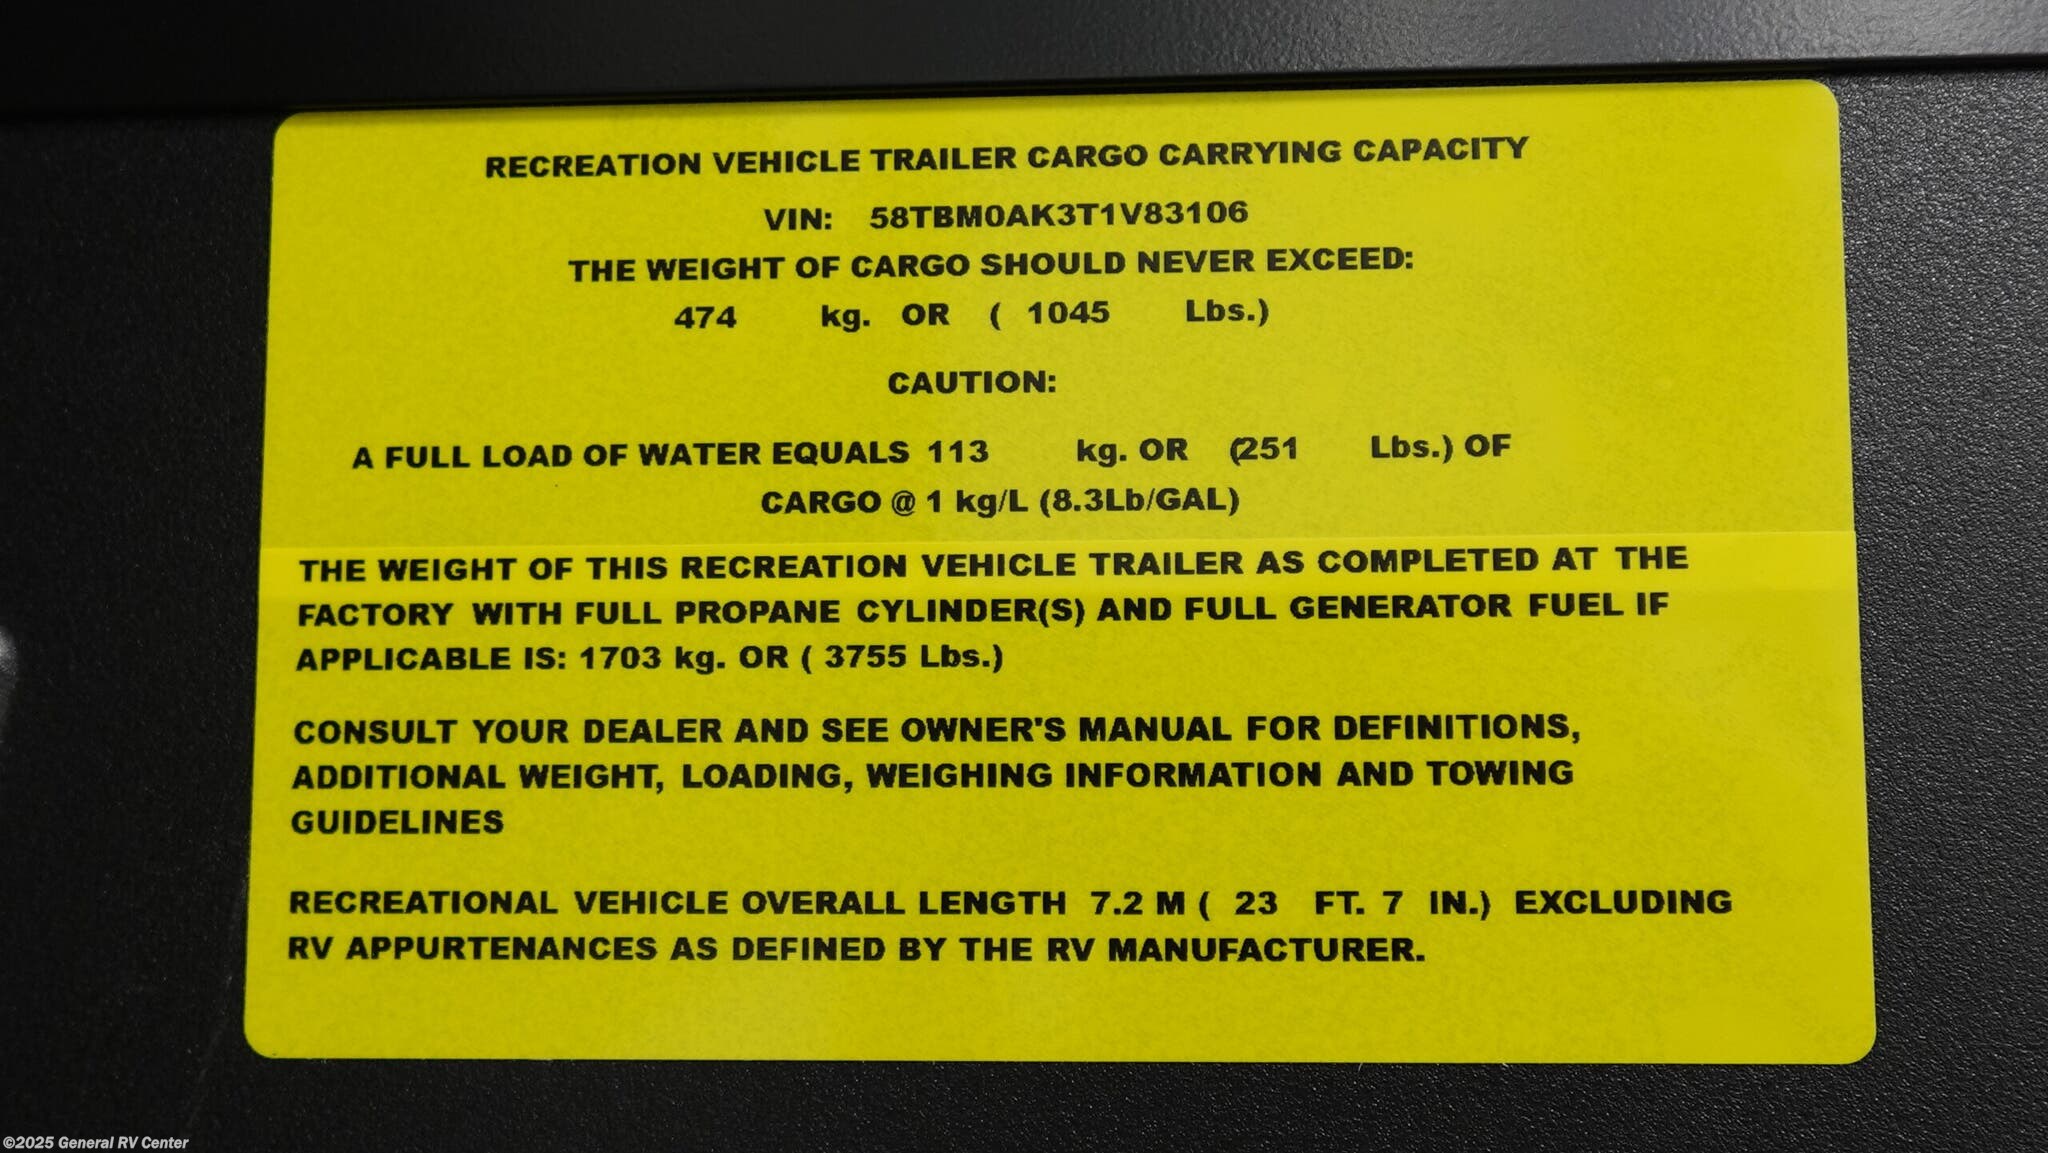 RECREATION VEHICLE TRAILER CARGO CARRYING CAPACITY
VIN: 58TBM0AK3T1V83106
THE WEIGHT OF CARGO SHOULD NEVER EXCEED:
474 kg. OR ( 1045 Lbs.)
CAUTION:
A FULL LOAD OF WATER EQUALS 113 kg. OR (251 Lbs.) OF
CARGO @ 1 kg/L (8.3Lb/GAL)
THE WEIGHT OF THIS RECREATION VEHICLE TRAILER AS COMPLETED AT THE
FACTORY WITH FULL PROPANE CYLINDER(S) AND FULL GENERATOR FUEL IF
APPLICABLE IS: 1703 kg. OR ( 3755 Lbs.)
CONSULT YOUR DEALER AND SEE OWNER'S MANUAL FOR DEFINITIONS,
ADDITIONAL WEIGHT, LOADING, WEIGHING INFORMATION AND TOWING
GUIDELINES
RECREATIONAL VEHICLE OVERALL LENGTH 7.2 M ( 23 FT. 7 IN.) EXCLUDING
RV APPURTENANCES AS DEFINED BY THE RV MANUFACTURER.
©2025 General RV Center